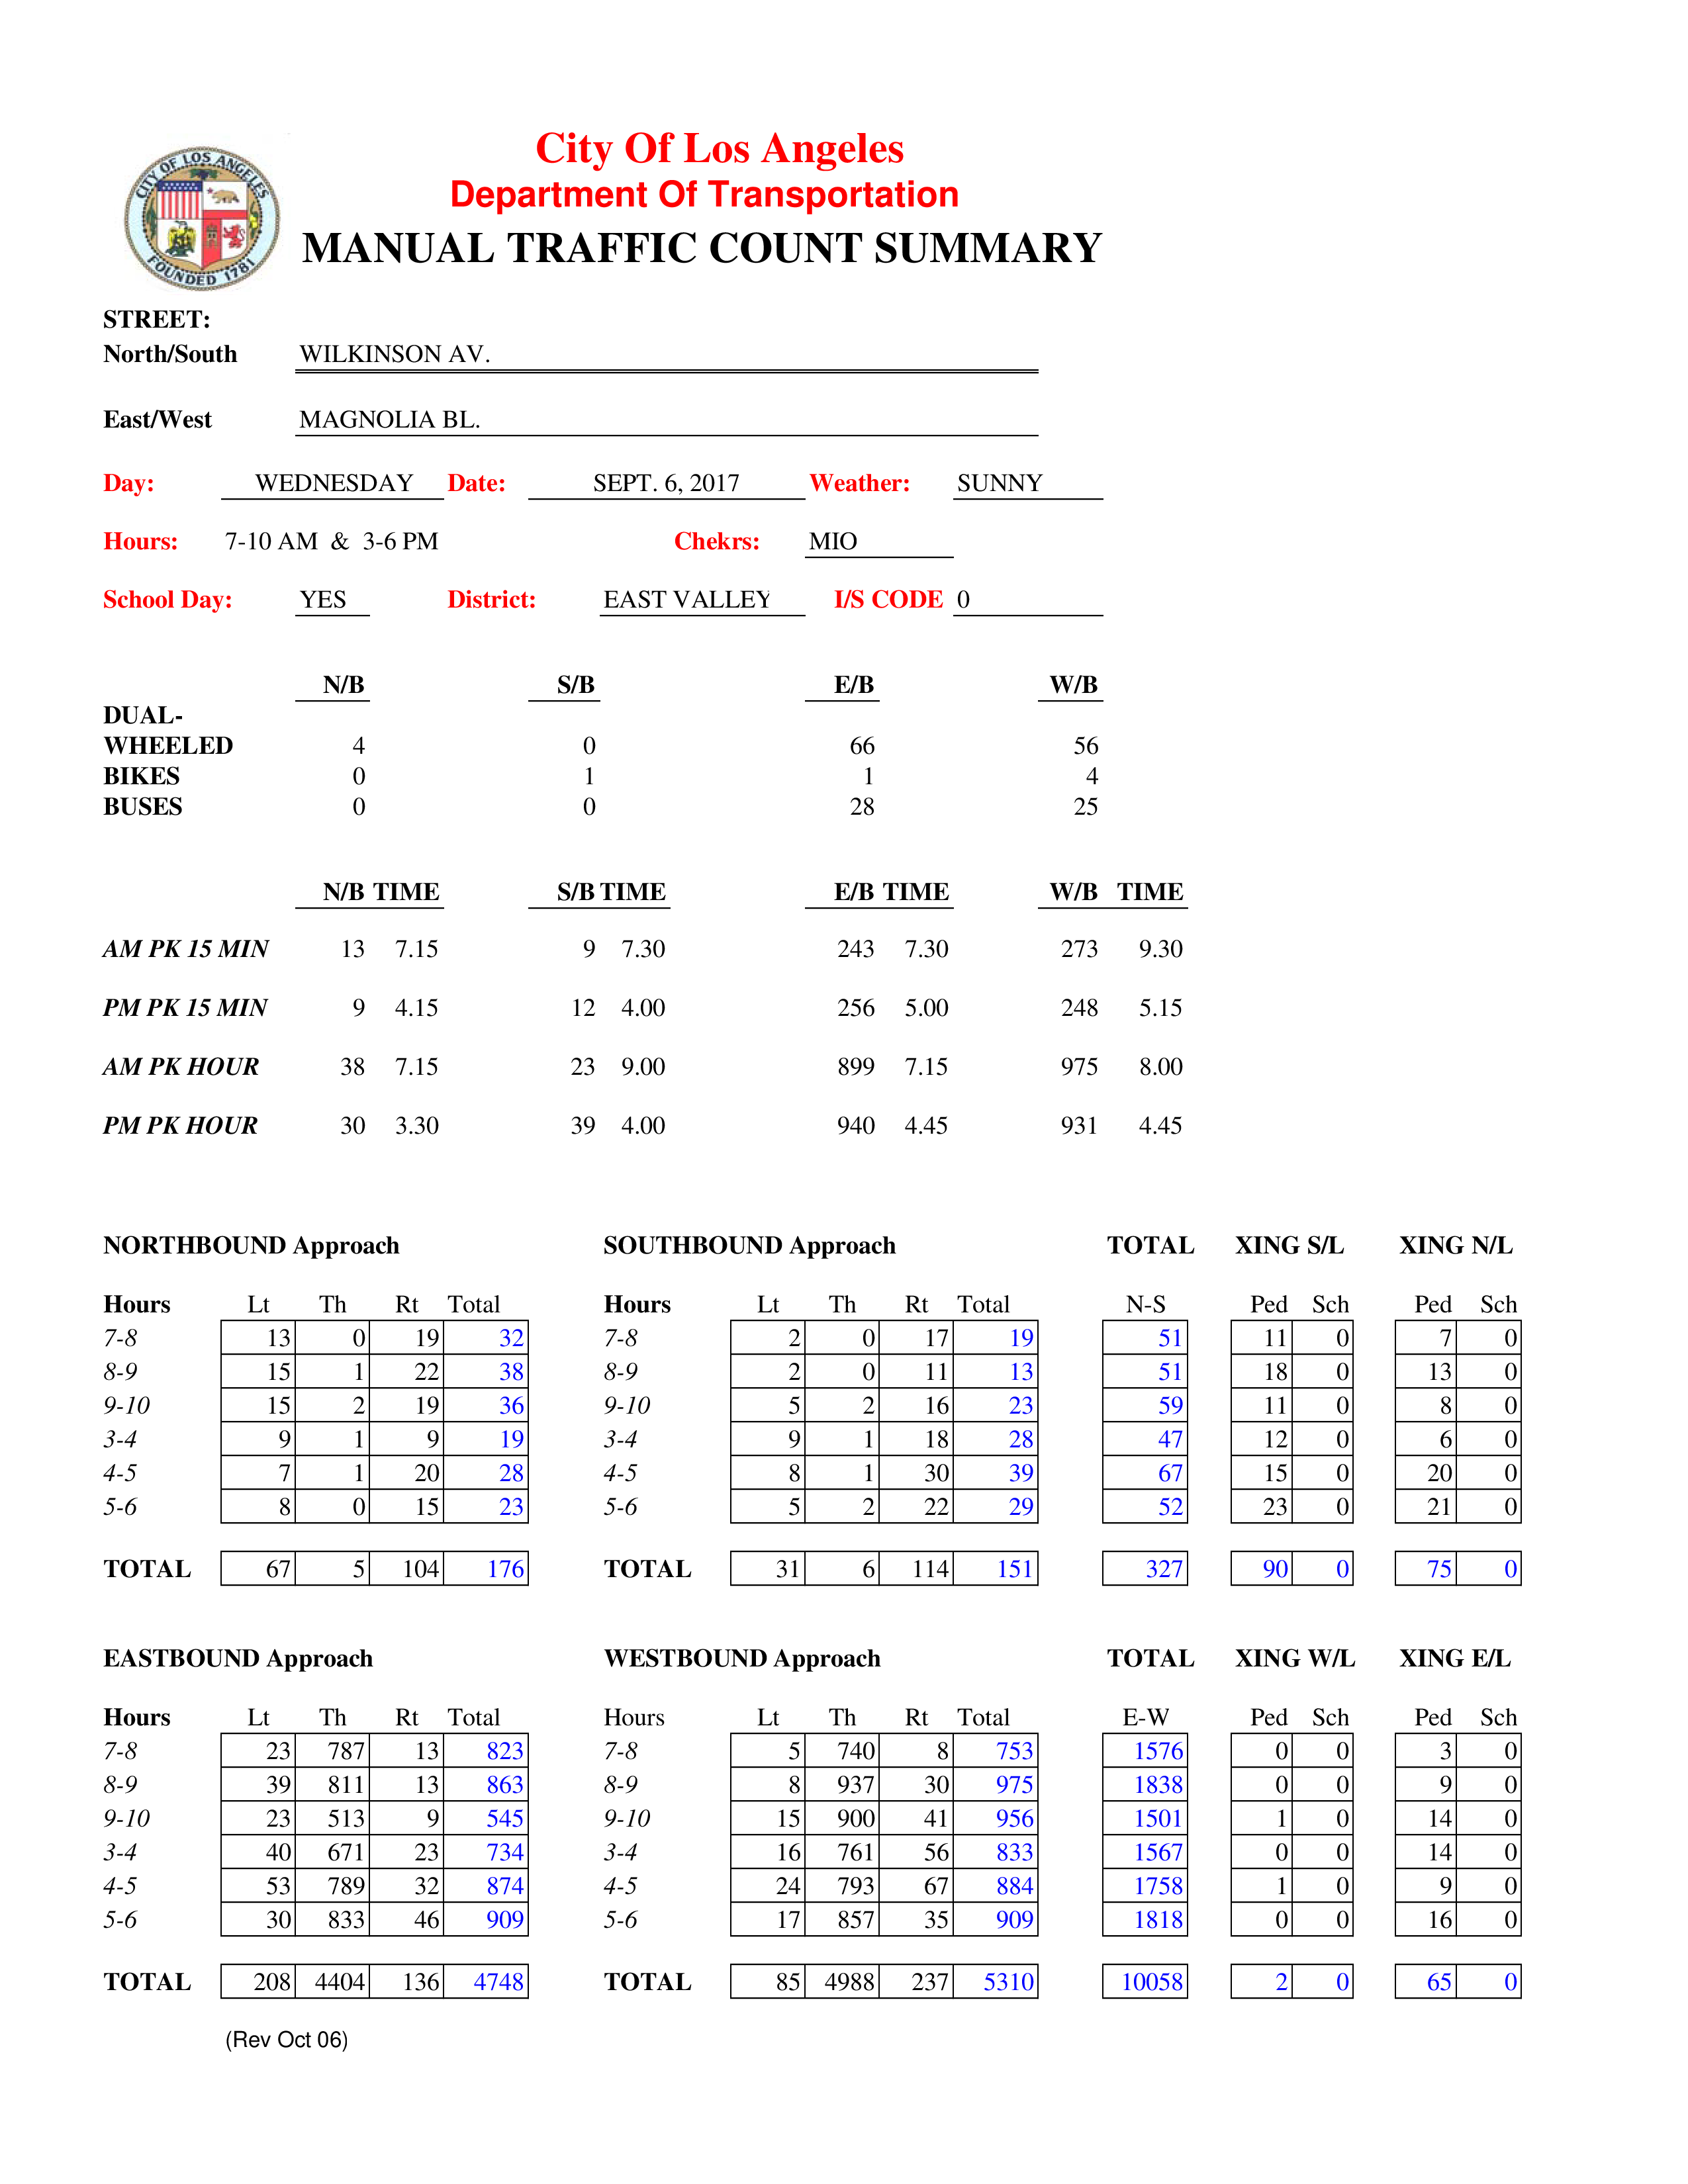 City Of Los Angeles
Department Of Transportation
MANUAL TRAFFIC COUNT SUMMARY
CITY OF LOS ANGELES
FOUNDED 1781
STREET:
North/South WILKINSON AV.
East/West MAGNOLIA BL.
Day: WEDNESDAY Date: SEPT. 6, 2017 Weather: SUNNY
Hours: 7-10 AM & 3-6 PM Chekrs: MIO
School Day: YES District: EAST VALLEY I/S CODE 0
N/B S/B E/B W/B
DUAL-
WHEELED 4 0 66 56
BIKES 0 1 1 4
BUSES 0 0 28 25
N/B TIME S/B TIME E/B TIME W/B TIME
AM PK 15 MIN 13 7.15 9 7.30 243 7.30 273 9.30
PM PK 15 MIN 9 4.15 12 4.00 256 5.00 248 5.15
AM PK HOUR 38 7.15 23 9.00 899 7.15 975 8.00
PM PK HOUR 30 3.30 39 4.00 940 4.45 931 4.45
NORTHBOUND Approach SOUTHBOUND Approach TOTAL XING S/L XING N/L
Hours Lt Th Rt Total Hours Lt Th Rt Total N-S Ped Sch Ped Sch
7-8 13 0 19 32 7-8 2 0 17 19 51 11 0 7 0
8-9 15 1 22 38 8-9 2 0 11 13 51 18 0 13 0
9-10 15 2 19 36 9-10 5 2 16 23 59 11 0 8 0
3-4 9 1 9 19 3-4 9 1 18 28 47 12 0 6 0
4-5 7 1 20 28 4-5 8 1 30 39 67 15 0 20 0
5-6 8 0 15 23 5-6 5 2 22 29 52 23 0 21 0
TOTAL 67 5 104 176 TOTAL 31 6 114 151 327 90 0 75 0
EASTBOUND Approach WESTBOUND Approach TOTAL XING W/L XING E/L
Hours Lt Th Rt Total Hours Lt Th Rt Total E-W Ped Sch Ped Sch
7-8 23 787 13 823 7-8 5 740 8 753 1576 0 0 3 0
8-9 39 811 13 863 8-9 8 937 30 975 1838 0 0 9 0
9-10 23 513 9 545 9-10 15 900 41 956 1501 1 0 14 0
3-4 40 671 23 734 3-4 16 761 56 833 1567 0 0 14 0
4-5 53 789 32 874 4-5 24 793 67 884 1758 1 0 9 0
5-6 30 833 46 909 5-6 17 857 35 909 1818 0 0 16 0
TOTAL 208 4404 136 4748 TOTAL 85 4988 237 5310 10058 2 0 65 0
(Rev Oct 06)